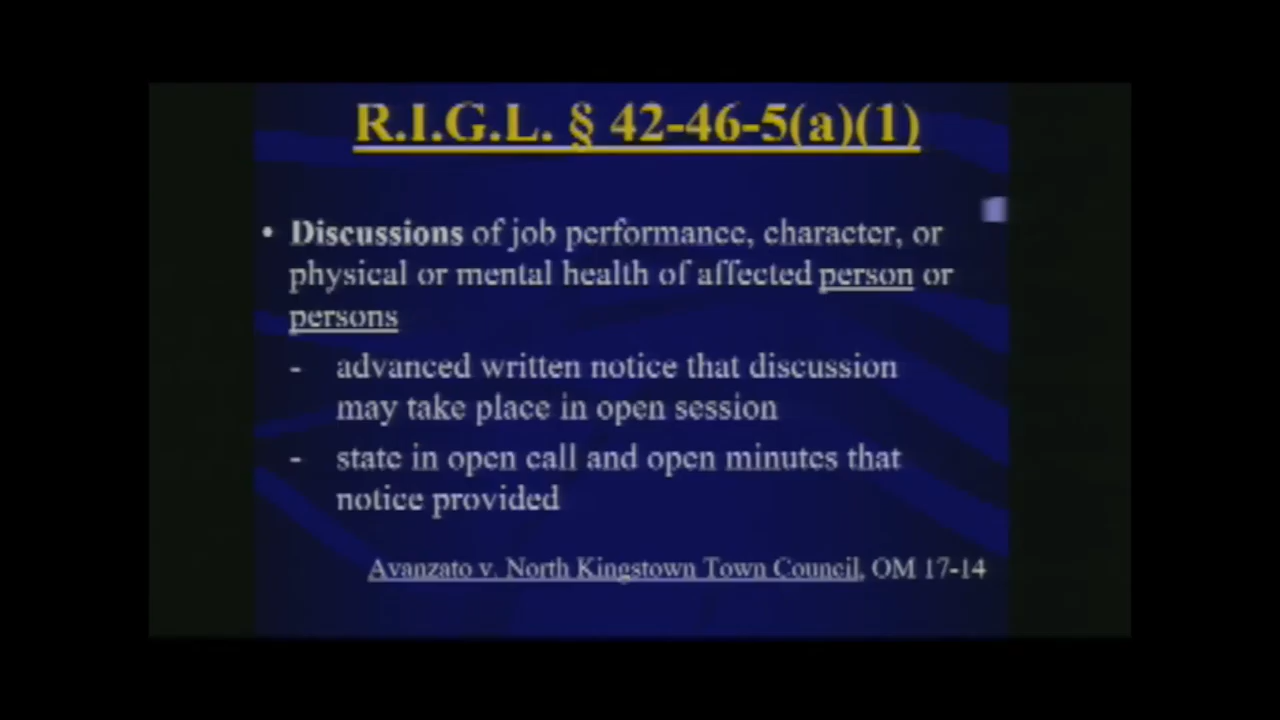 R.I.G.L. § 42-46-5(a)(1)
• Discussions of job performance, character, or
physical or mental health of affected person or
persons
- advanced written notice that discussion
may take place in open session
- state in open call and open minutes that
notice provided
Avanzato v. North Kingstown Town Council, OM 17-14